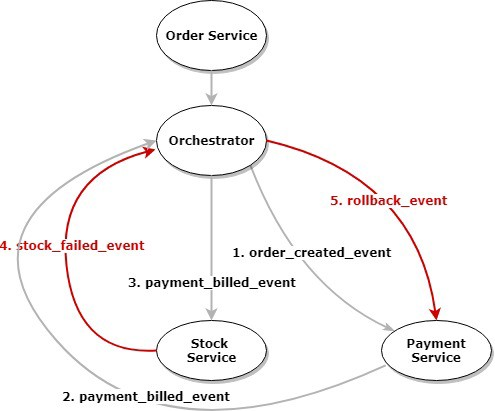 Order Service
Orchestrator
5. rollback_event
4. stock_failed_event
1. order_created_event
3. payment_billed_event
Stock
Service
Payment
Service
2. payment_billed_event